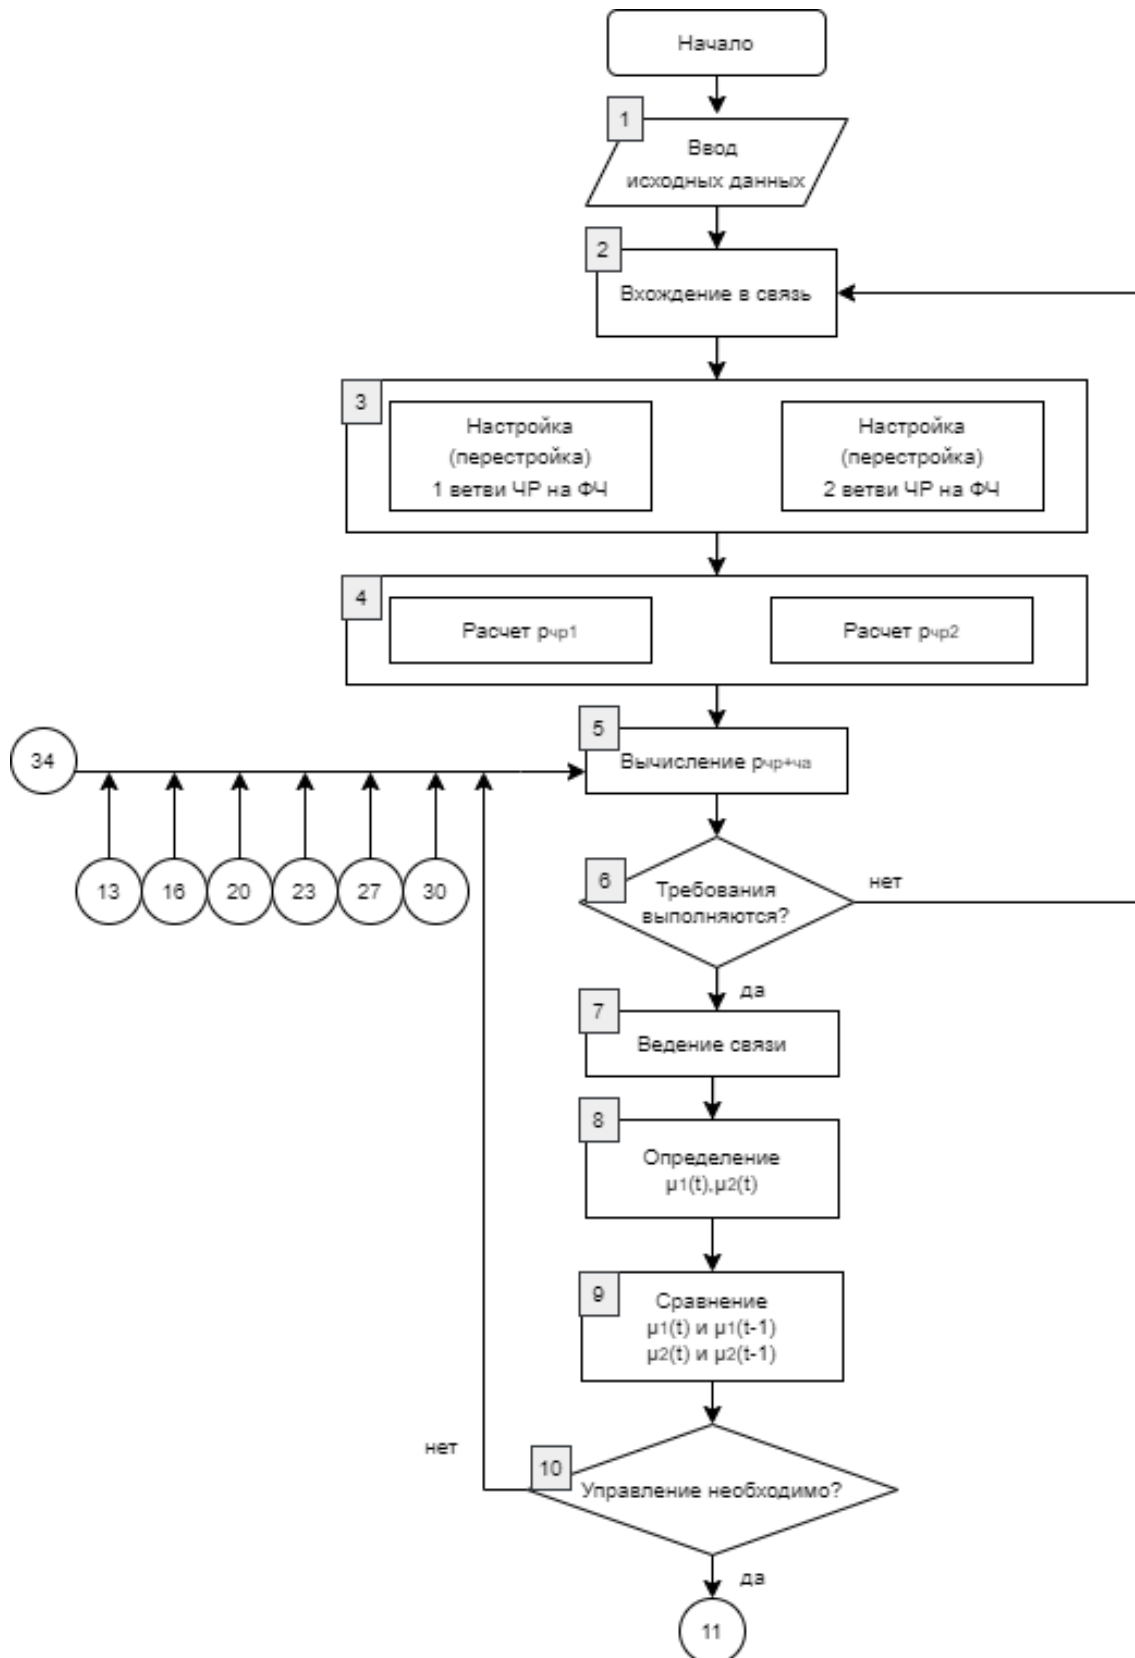 Начало
1
Ввод
исходных данных
2
Вхождение в связь
3
Настройка
(перестройка)
1 ветви ЧР на ФЧ
Настройка
(перестройка)
2 ветви ЧР на ФЧ
4
Расчет pчр1
Расчет pчр2
5
Вычисление pчр+ча
34
13
16
20
23
27
30
6
Требования
выполняются?
нет
да
7
Ведение связи
8
Определение
µ1(t),µ2(t)
9
Сравнение
µ1(t) и µ1(t-1)
µ2(t) и µ2(t-1)
нет
10
Управление необходимо?
да
11